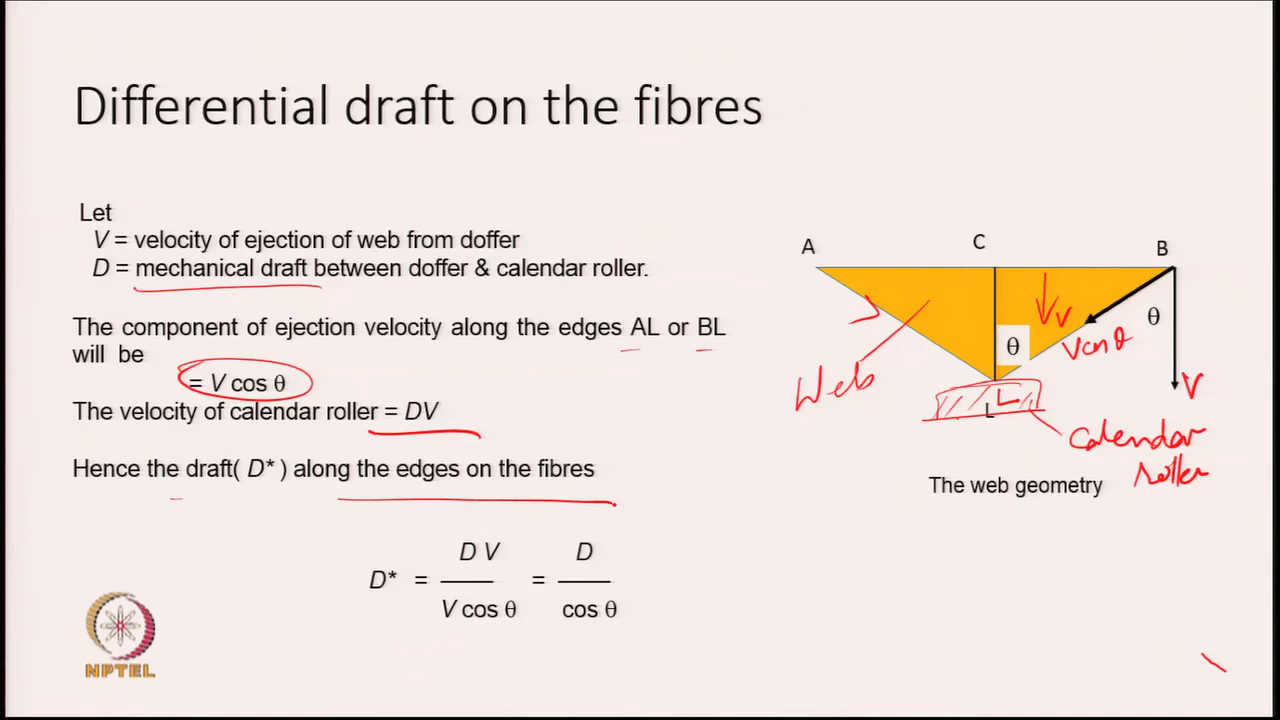 Differential draft on the fibres
Let
V = velocity of ejection of web from doffer
D = mechanical draft between doffer & calendar roller.
The component of ejection velocity along the edges AL or BL
will be
= V cos θ
The velocity of calendar roller = DV
Hence the draft( D* ) along the edges on the fibres
D* = D V / V cos θ = D / cos θ
A C B
θ
θ
V
V cos θ
V
Web
L
L
Calendar
roller
The web geometry
NPTEL